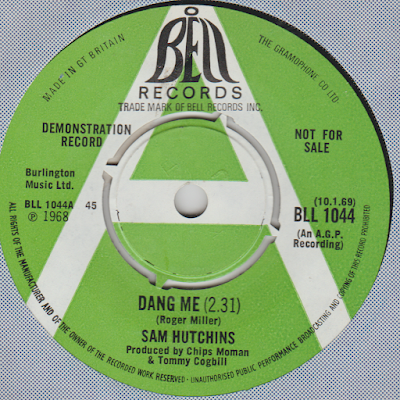 BELL
RECORDS
TRADE MARK OF BELL RECORDS INC.
MADE IN GT BRITAIN
THE GRAMOPHONE CO LTD.
DEMONSTRATION
RECORD
NOT FOR
SALE
Burlington
Music Ltd.
BLL 1044A 45
℗ 1968
(10.1.69)
BLL 1044
(An A.G.P.
Recording)
DANG ME (2.31)
(Roger Miller)
SAM HUTCHINS
Produced by Chips Moman
& Tommy Cogbill
ALL RIGHTS OF THE MANUFACTURER AND OF THE OWNER OF THE RECORDED WORK RESERVED - UNAUTHORISED PUBLIC PERFORMANCE BROADCASTING AND COPYING OF THIS RECORD PROHIBITED